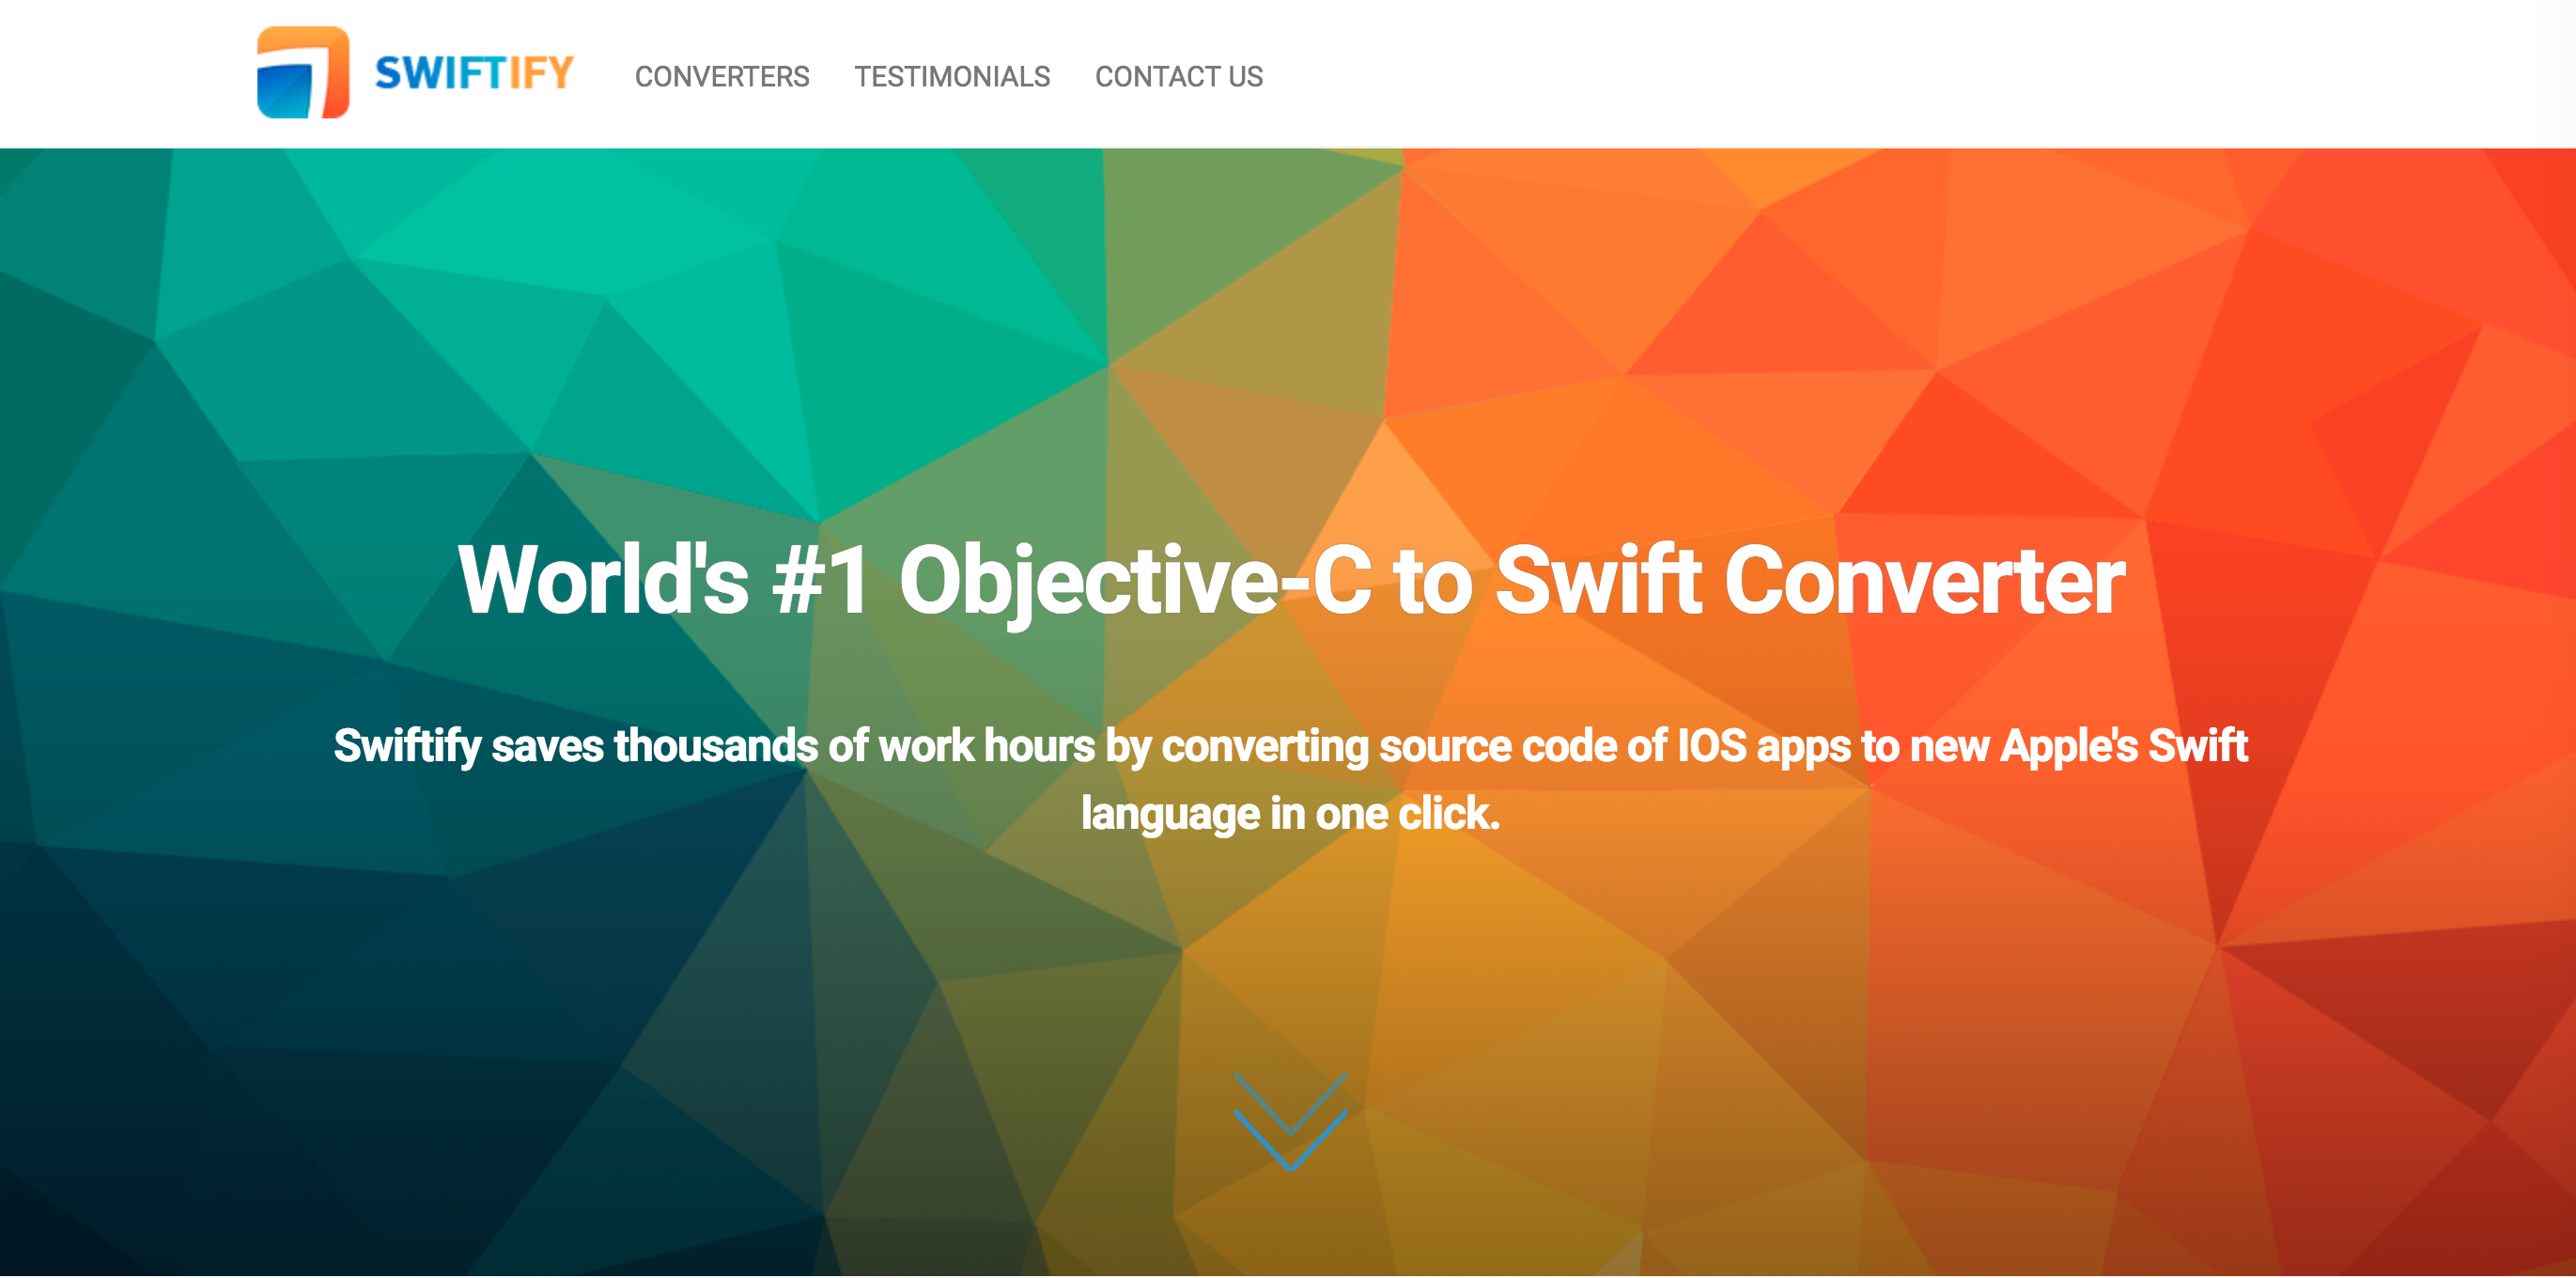 SWIFTIFY CONVERTERS TESTIMONIALS CONTACT US
World's #1 Objective-C to Swift Converter
Swiftify saves thousands of work hours by converting source code of IOS apps to new Apple's Swift
language in one click.